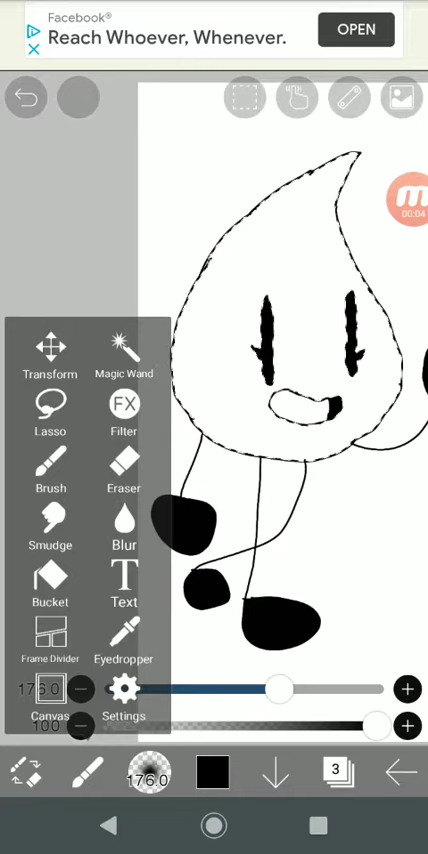 Facebook®
Reach Whoever, Whenever.
OPEN
00:04
Transform
Magic Wand
Lasso
FX
Filter
Brush
Eraser
Smudge
Blur
Bucket
T
Text
Frame Divider
Eyedropper
176.0
Canvas
Settings
100
176.0
3